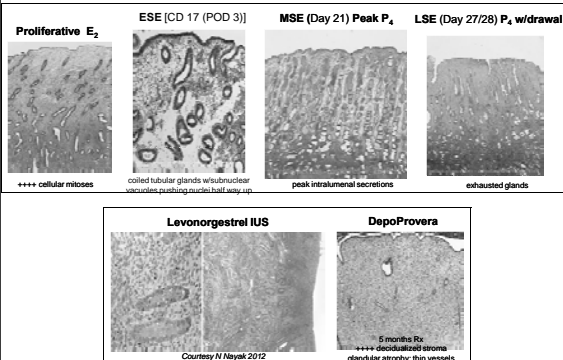 Proliferative E2
ESE [CD 17 (POD 3)]
MSE (Day 21) Peak P4
LSE (Day 27/28) P4 w/drawal
++++ cellular mitoses
coiled tubular glands w/subnuclear
vacuoles pushing nuclei half way up
peak intralumenal secretions
exhausted glands
Levonorgestrel IUS
DepoProvera
Courtesy N Nayak 2012
5 months Rx
++++ decidualized stroma
glandular atrophy; thin vessels